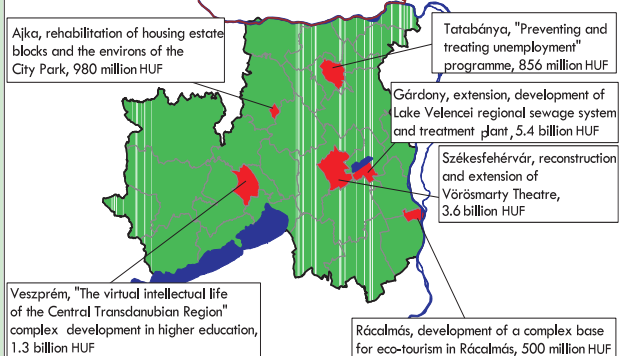 Ajka, rehabilitation of housing estate
blocks and the environs of the
City Park, 980 million HUF
Tatabánya, "Preventing and
treating unemployment"
programme, 856 million HUF
Gárdony, extension, development of
Lake Velencei regional sewage system
and treatment plant, 5.4 billion HUF
Székesfehérvár, reconstruction
and extension of
Vörösmarty Theatre,
3.6 billion HUF
Veszprém, "The virtual intellectual life
of the Central Transdanubian Region"
complex development in higher education,
1.3 billion HUF
Rácalmás, development of a complex base
for eco-tourism in Rácalmás, 500 million HUF